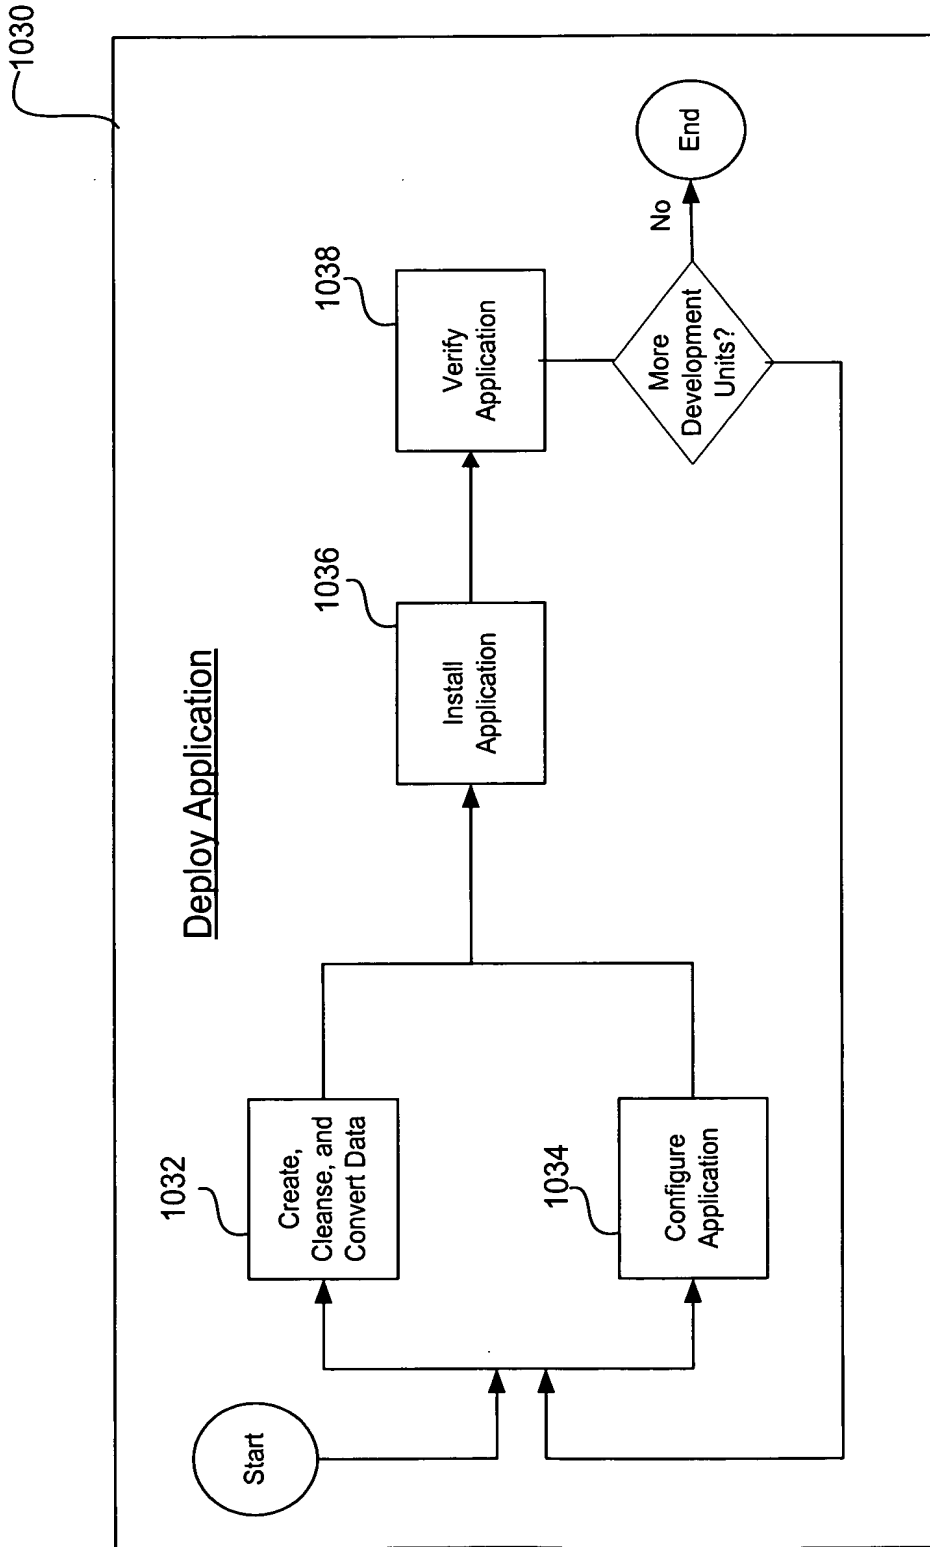 1030
Deploy Application
Start
1032
Create,
Cleanse, and
Convert Data
1034
Configure
Application
1036
Install
Application
1038
Verify
Application
More
Development
Units?
No
End